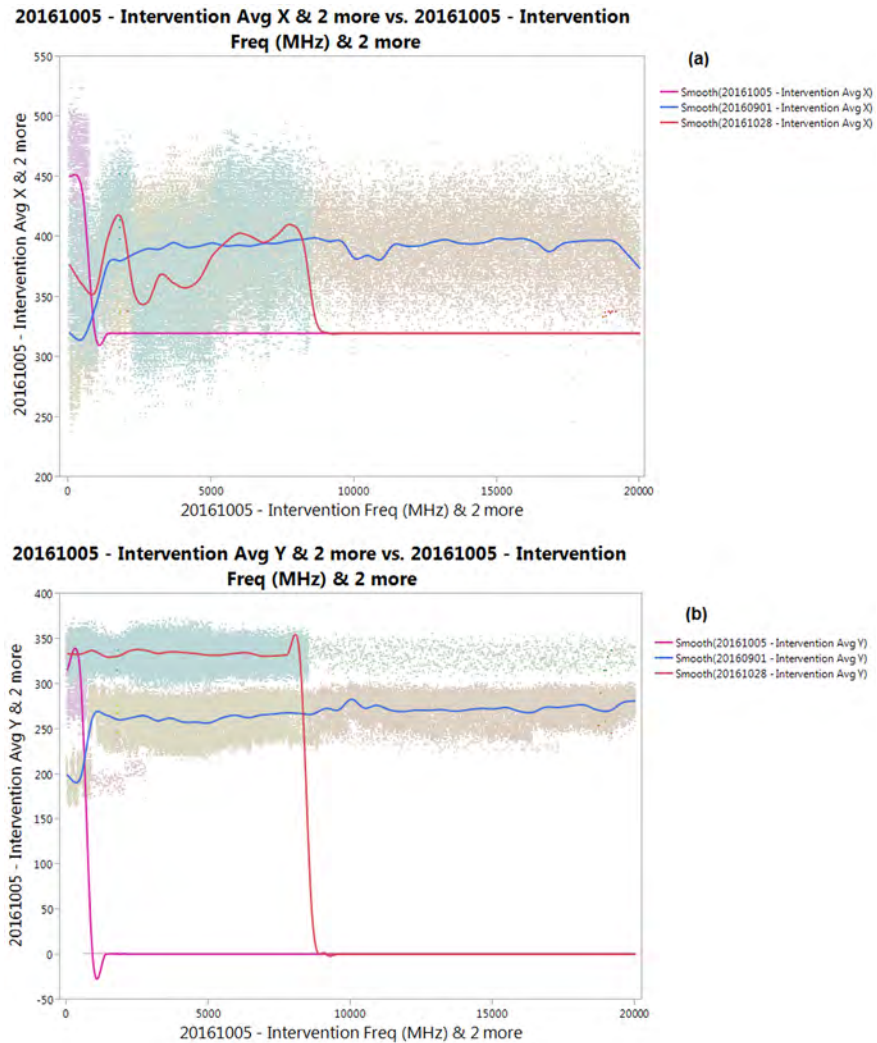 20161005 - Intervention Avg X & 2 more vs. 20161005 - Intervention
Freq (MHz) & 2 more
(a)
Smooth(20161005 - Intervention Avg X)
Smooth(20160901 - Intervention Avg X)
Smooth(20161028 - Intervention Avg X)
20161005 - Intervention Avg X & 2 more
550
500
450
400
350
300
250
200
0
5000
10000
15000
20000
20161005 - Intervention Freq (MHz) & 2 more
20161005 - Intervention Avg Y & 2 more vs. 20161005 - Intervention
Freq (MHz) & 2 more
(b)
Smooth(20161005 - Intervention Avg Y)
Smooth(20160901 - Intervention Avg Y)
Smooth(20161028 - Intervention Avg Y)
20161005 - Intervention Avg Y & 2 more
400
350
300
250
200
150
100
50
0
-50
0
5000
10000
15000
20000
20161005 - Intervention Freq (MHz) & 2 more